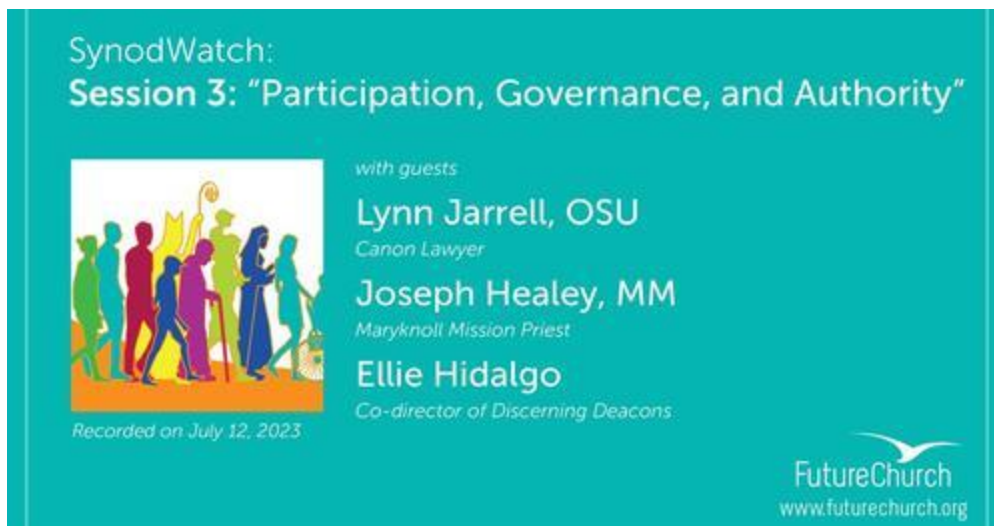 SynodWatch:
Session 3: “Participation, Governance, and Authority”
with guests
Lynn Jarrell, OSU
Canon Lawyer
Joseph Healey, MM
Maryknoll Mission Priest
Ellie Hidalgo
Co-director of Discerning Deacons
Recorded on July 12, 2023
FutureChurch
www.futurechurch.org